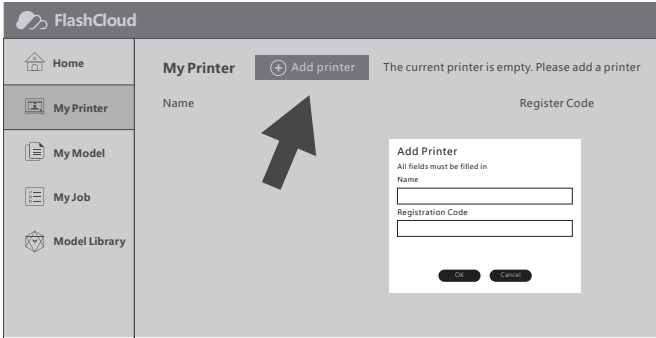 FlashCloud
Home
My Printer
My Model
My Job
Model Library
My Printer Add printer The current printer is empty. Please add a printer
Name Register Code
Add Printer
All fields must be filled in
Name
Registration Code
OK Cancel